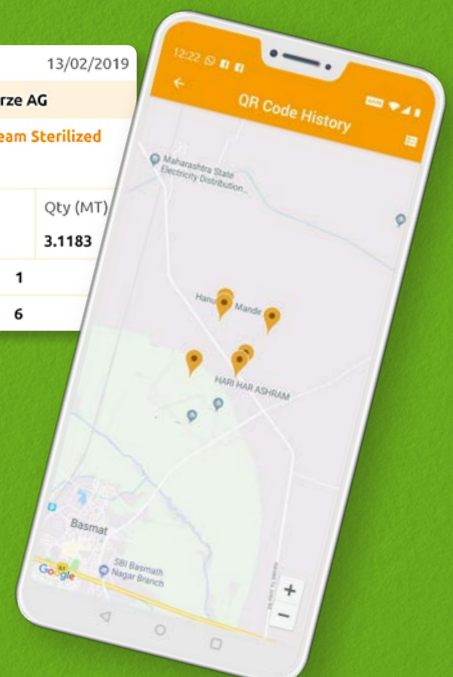 13/02/2019
rze AG
eam Sterilized
Qty (MT)
3.1183
1
6
12:22
QR Code History
Maharashtra State
Electricity Distribution...
Mandir
HARI HAR ASHRAM
Basmat
SBI Basmath
Nagar Branch
Google
+
−